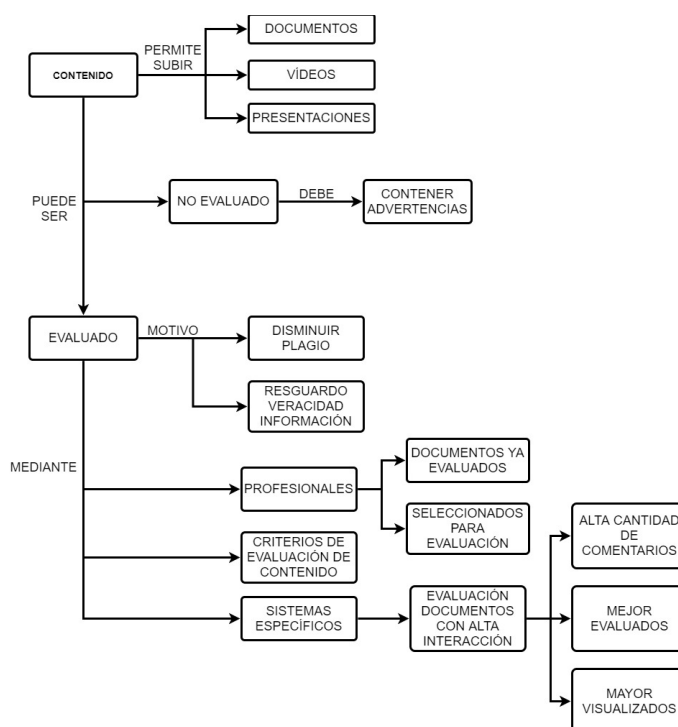 DOCUMENTOS
PERMITE
SUBIR
CONTENIDO
VÍDEOS
PRESENTACIONES
PUEDE
SER
NO EVALUADO
DEBE
CONTENER
ADVERTENCIAS
EVALUADO
MOTIVO
DISMINUIR
PLAGIO
RESGUARDO
VERACIDAD
INFORMACIÓN
MEDIANTE
PROFESIONALES
DOCUMENTOS YA
EVALUADOS
SELECCIONADOS
PARA
EVALUACIÓN
CRITERIOS DE
EVALUACIÓN DE
CONTENIDO
SISTEMAS
ESPECÍFICOS
EVALUACIÓN
DOCUMENTOS
CON ALTA
INTERACCIÓN
ALTA CANTIDAD
DE
COMENTARIOS
MEJOR
EVALUADOS
MAYOR
VISUALIZADOS